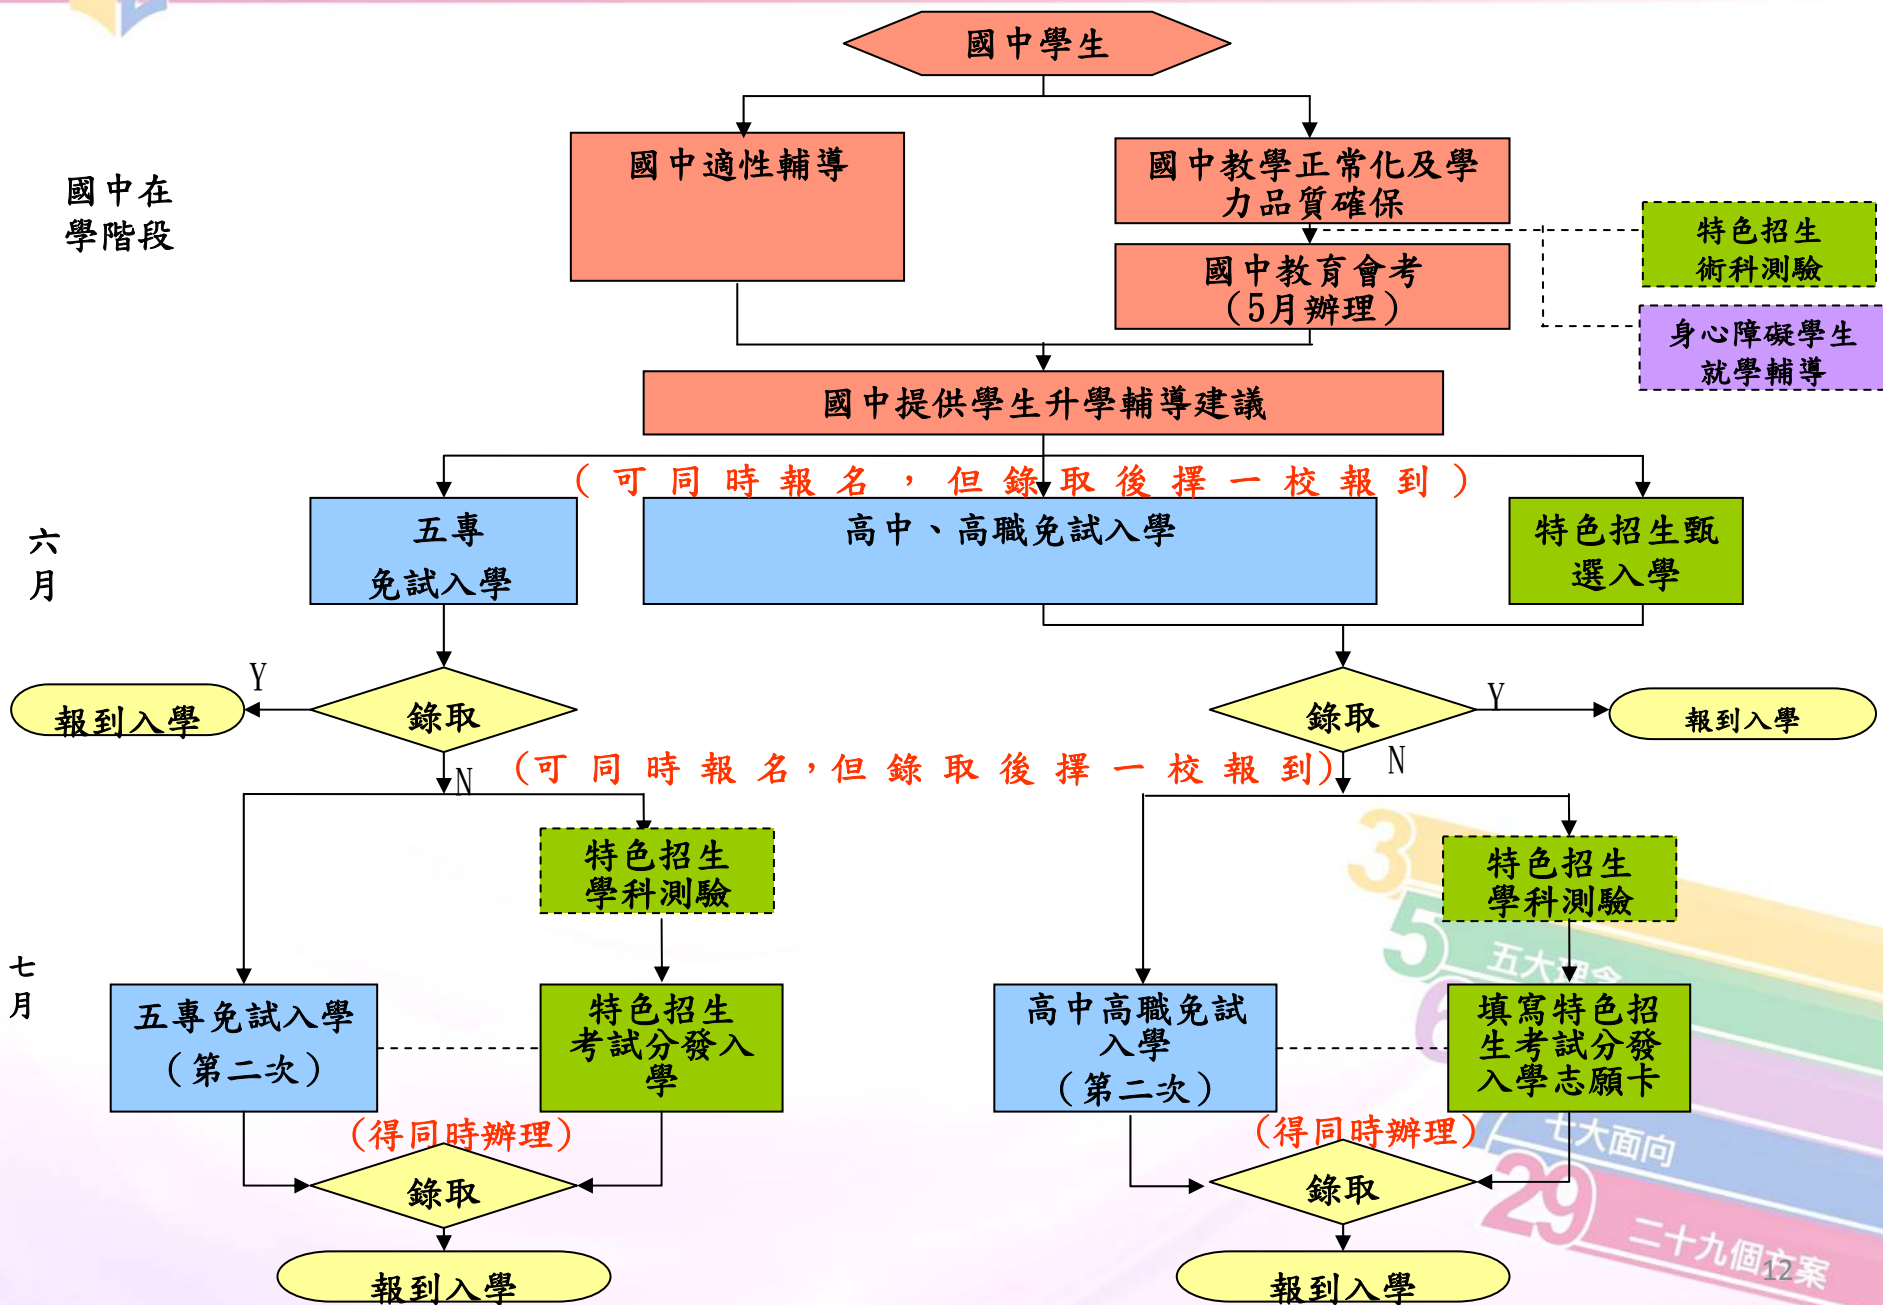 國中學生
國中適性輔導
國中教學正常化及學
力品質確保
國中在
學階段
特色招生
術科測驗
國中教育會考
（5月辦理）
身心障礙學生
就學輔導
國中提供學生升學輔導建議
（可同時報名，但錄取後擇一校報到）
六
月
五專
免試入學
高中、高職免試入學
特色招生甄
選入學
Y
報到入學
錄取
錄取
Y
報到入學
N
(可同時報名,但錄取後擇一校報到)
N
特色招生
學科測驗
特色招生
學科測驗
3
5
五大理念
6
七
月
五專免試入學
（第二次）
特色招生
考試分發入
學
高中高職免試
入學
（第二次）
填寫特色招
生考試分發
入學志願卡
(得同時辦理)
(得同時辦理)
七大面向
錄取
錄取
29
二十九個方案
報到入學
報到入學
12